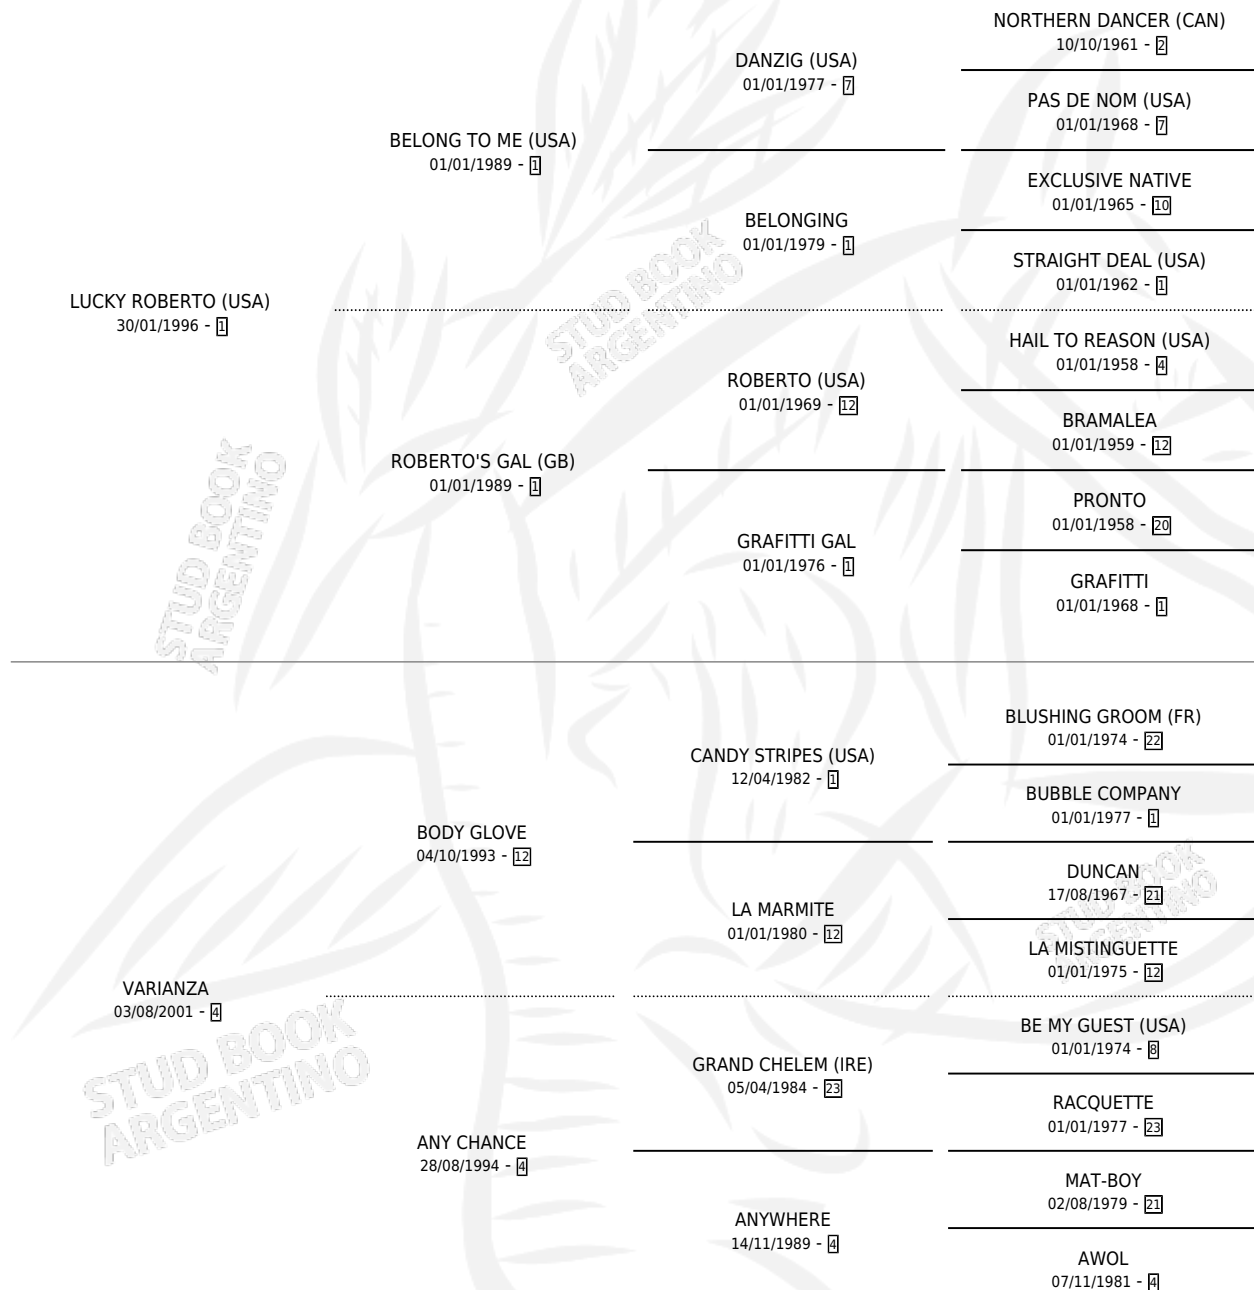 NORTHERN DANCER (CAN)
10/10/1961 - 2
DANZIG (USA)
01/01/1977 - 7
PAS DE NOM (USA)
01/01/1968 - 7
BELONG TO ME (USA)
01/01/1989 - 1
EXCLUSIVE NATIVE
01/01/1965 - 10
BELONGING
01/01/1979 - 1
STRAIGHT DEAL (USA)
01/01/1962 - 1
LUCKY ROBERTO (USA)
30/01/1996 - 1
STUD BOOK
ARGENTINO
HAIL TO REASON (USA)
01/01/1958 - 4
ROBERTO (USA)
01/01/1969 - 12
BRAMALEA
01/01/1959 - 12
ROBERTO'S GAL (GB)
01/01/1989 - 1
PRONTO
01/01/1958 - 20
GRAFITTI GAL
01/01/1976 - 1
GRAFITTI
01/01/1968 - 1
STUD BOOK
ARGENTINO
BLUSHING GROOM (FR)
01/01/1974 - 22
CANDY STRIPES (USA)
12/04/1982 - 1
BUBBLE COMPANY
01/01/1977 - 1
BODY GLOVE
04/10/1993 - 12
DUNCAN
17/08/1967 - 21
LA MARMITE
01/01/1980 - 12
LA MISTINGUETTE
01/01/1975 - 12
STUD BOOK
ARGENTINO
VARIANZA
03/08/2001 - 4
BE MY GUEST (USA)
01/01/1974 - 8
GRAND CHELEM (IRE)
05/04/1984 - 23
RACQUETTE
01/01/1977 - 23
STUD BOOK
ARGENTINO
ANY CHANCE
28/08/1994 - 4
MAT-BOY
02/08/1979 - 21
ANYWHERE
14/11/1989 - 4
AWOL
07/11/1981 - 4